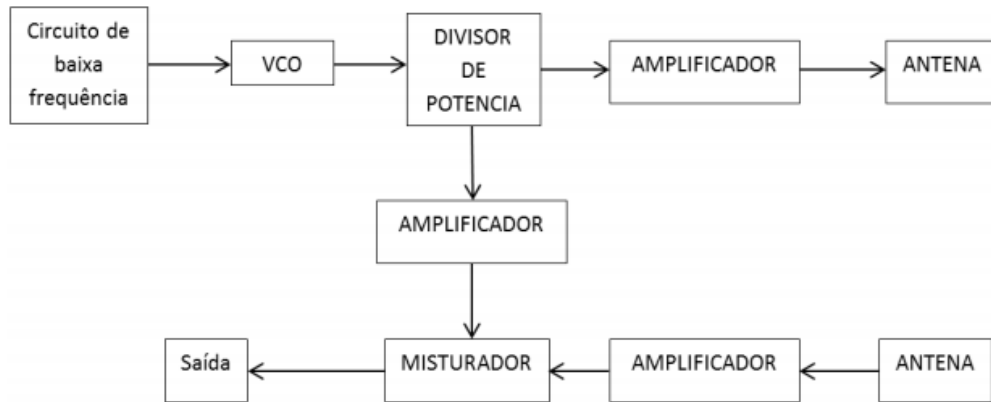 Circuito de
baixa
frequência
VCO
DIVISOR
DE
POTENCIA
AMPLIFICADOR
ANTENA
AMPLIFICADOR
Saída
MISTURADOR
AMPLIFICADOR
ANTENA